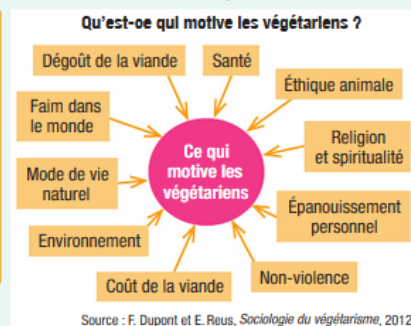 Qu'est-oe qui motive les végétariens ?
Dégoût de la viande
Santé
Éthique animale
Faim dans
le monde
Religion
et spiritualité
Ce qui
motive les
végétariens
Mode de vie
naturel
Épanouissement
personnel
Environnement
Non-violence
Coût de la viande
Source : F. Dupont et E. Reus, Sociologie du végétarisme, 2012